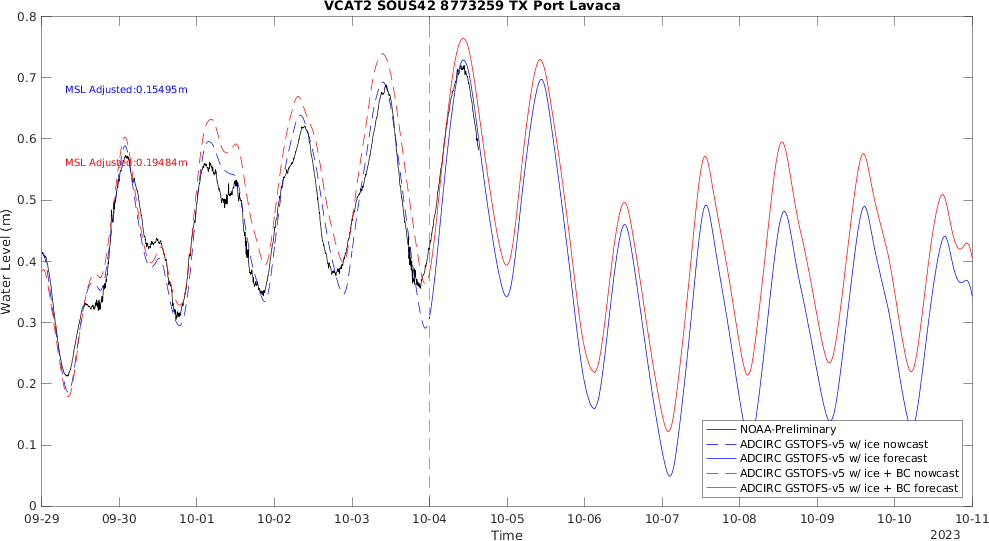 VCAT2 SOUS42 8773259 TX Port Lavaca
0.8
0.7
0.6
0.5
0.4
0.3
0.2
0.1
0
Water Level (m)
MSL Adjusted:0.15495m
MSL Adjusted:0.19484m
NOAA-Preliminary
ADCIRC GSTOFS-v5 w/ ice nowcast
ADCIRC GSTOFS-v5 w/ ice forecast
ADCIRC GSTOFS-v5 w/ ice + BC nowcast
ADCIRC GSTOFS-v5 w/ ice + BC forecast
09-29 09-30 10-01 10-02 10-03 10-04 10-05 10-06 10-07 10-08 10-09 10-10 10-11
Time
2023